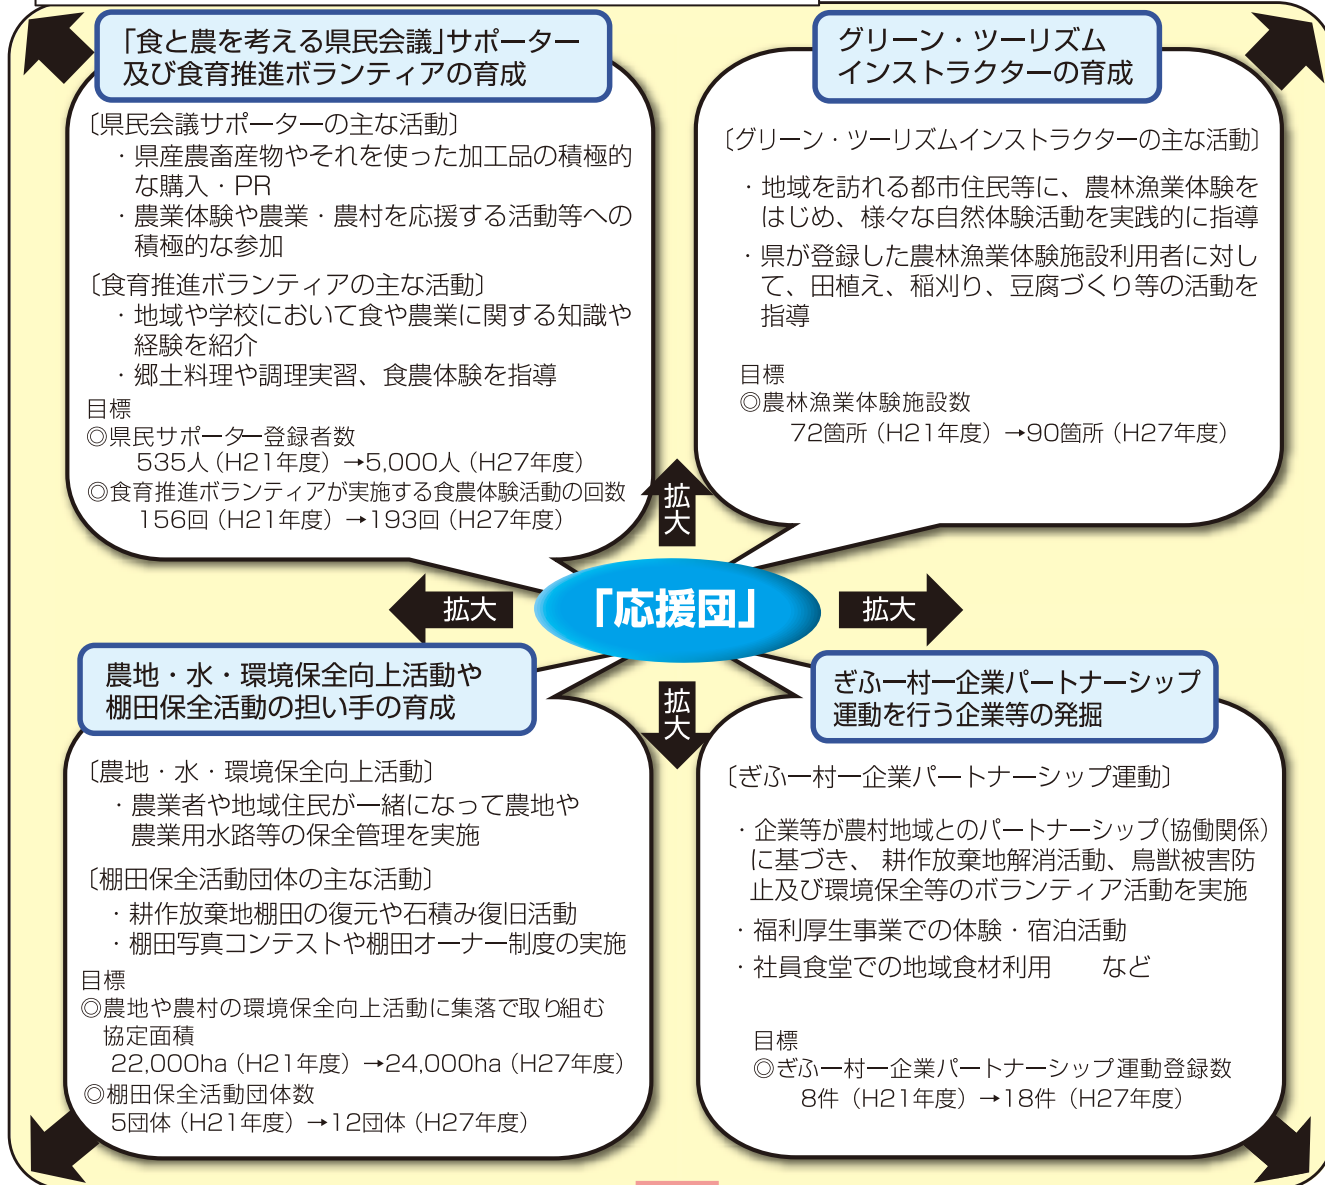 「食と農を考える県民会議」サポーター
及び食育推進ボランティアの育成
〔県民会議サポーターの主な活動〕
・県産農畜産物やそれを使った加工品の積極的
な購入・PR
・農業体験や農業・農村を応援する活動等への
積極的な参加
〔食育推進ボランティアの主な活動〕
・地域や学校において食や農業に関する知識や
経験を紹介
・郷土料理や調理実習、食農体験を指導
目標
◎県民サポーター登録者数
535人（H21年度）→5,000人（H27年度）
◎食育推進ボランティアが実施する食農体験活動の回数
156回（H21年度）→193回（H27年度）
グリーン・ツーリズム
インストラクターの育成
〔グリーン・ツーリズムインストラクターの主な活動〕
・地域を訪れる都市住民等に、農林漁業体験を
はじめ、様々な自然体験活動を実践的に指導
・県が登録した農林漁業体験施設利用者に対し
て、田植え、稲刈り、豆腐づくり等の活動を
指導
目標
◎農林漁業体験施設数
72箇所（H21年度）→90箇所（H27年度）
拡大
拡大
「応援団」
拡大
拡大
農地・水・環境保全向上活動や
棚田保全活動の担い手の育成
〔農地・水・環境保全向上活動〕
・農業者や地域住民が一緒になって農地や
農業用水路等の保全管理を実施
〔棚田保全活動団体の主な活動〕
・耕作放棄地棚田の復元や石積み復旧活動
・棚田写真コンテストや棚田オーナー制度の実施
目標
◎農地や農村の環境保全向上活動に集落で取り組む
協定面積
22,000ha（H21年度）→24,000ha（H27年度）
◎棚田保全活動団体数
5団体（H21年度）→12団体（H27年度）
ぎふ一村一企業パートナーシップ
運動を行う企業等の発掘
〔ぎふ一村一企業パートナーシップ運動〕
・企業等が農村地域とのパートナーシップ（協働関係）
に基づき、 耕作放棄地解消活動、鳥獣被害防
止及び環境保全等のボランティア活動を実施
・福利厚生事業での体験・宿泊活動
・社員食堂での地域食材利用　　など
目標
◎ぎふ一村一企業パートナーシップ運動登録数
8件（H21年度）→18件（H27年度）